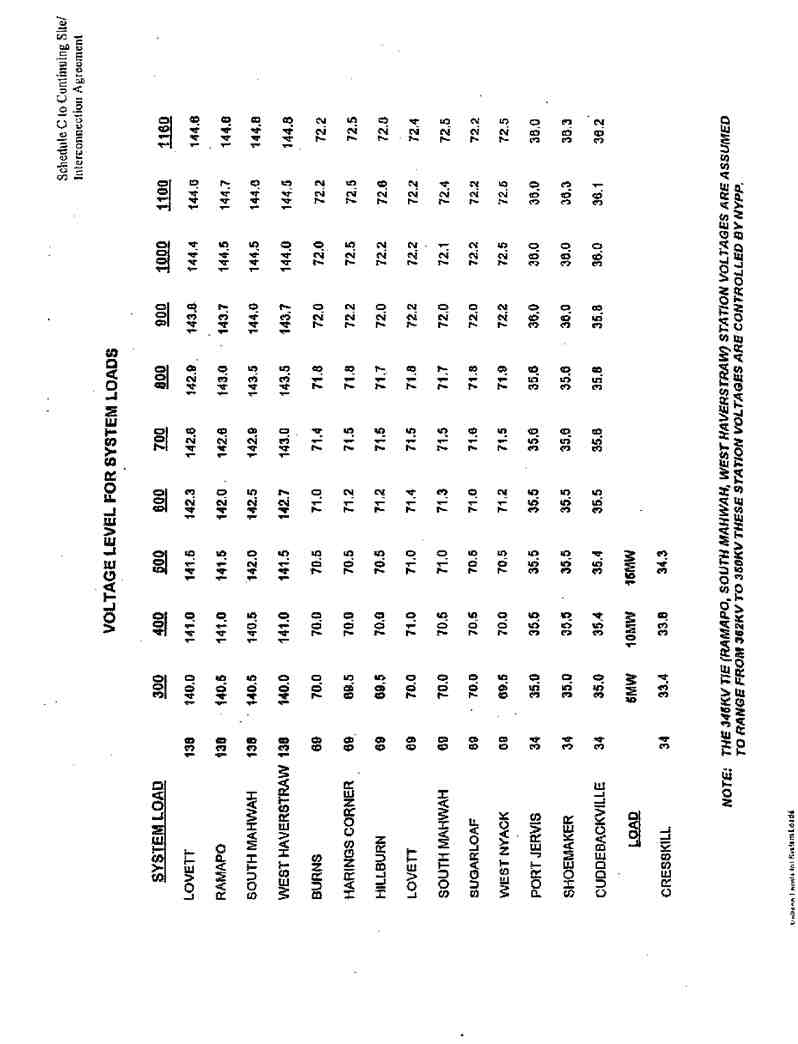 Schedule C to Continuing Site/
Interconnection Agreement
VOLTAGE LEVEL FOR SYSTEM LOADS
SYSTEM LOAD 300 400 500 600 700 800 900 1000 1100 1160
LOVETT 138 140.0 141.0 141.5 142.3 142.6 142.9 143.8 144.4 144.6 144.8
RAMAPO 138 140.5 141.0 141.5 142.0 142.6 143.0 143.7 144.5 144.7 144.8
SOUTH MAHWAH 138 140.5 140.5 142.0 142.5 142.9 143.5 144.0 144.5 144.6 144.8
WEST HAVERSTRAW 138 140.0 141.0 141.5 142.7 143.0 143.5 143.7 144.0 144.5 144.8
BURNS 69 70.0 70.0 70.5 71.0 71.4 71.8 72.0 72.0 72.2 72.2
HARINGS CORNER 69 69.5 70.0 70.5 71.2 71.5 71.8 72.2 72.5 72.5 72.5
HILLBURN 69 69.5 70.0 70.5 71.2 71.5 71.7 72.0 72.2 72.6 72.8
LOVETT 69 70.0 71.0 71.0 71.4 71.5 71.8 72.2 72.2 72.2 72.4
SOUTH MAHWAH 69 70.0 70.5 71.0 71.3 71.5 71.7 72.0 72.1 72.4 72.5
SUGARLOAF 69 70.0 70.5 70.5 71.0 71.6 71.8 72.0 72.2 72.2 72.2
WEST NYACK 69 69.5 70.0 70.5 71.2 71.5 71.9 72.2 72.5 72.5 72.5
PORT JERVIS 34 35.0 35.5 35.5 35.5 35.6 35.6 36.0 36.0 36.0 36.0
SHOEMAKER 34 35.0 35.5 35.5 35.5 35.6 35.6 36.0 36.0 36.3 36.3
CUDDEBACKVILLE 34 35.0 35.4 35.4 35.5 35.6 35.8 35.8 36.0 36.1 36.2
LOAD 5MW 10MW 15MW
CRESSKILL 34 33.4 33.8 34.3
NOTE: THE 345KV TIE (RAMAPO, SOUTH MAHWAH, WEST HAVERSTRAW) STATION VOLTAGES ARE ASSUMED
TO RANGE FROM 352KV TO 358KV THESE STATION VOLTAGES ARE CONTROLLED BY NYPP.